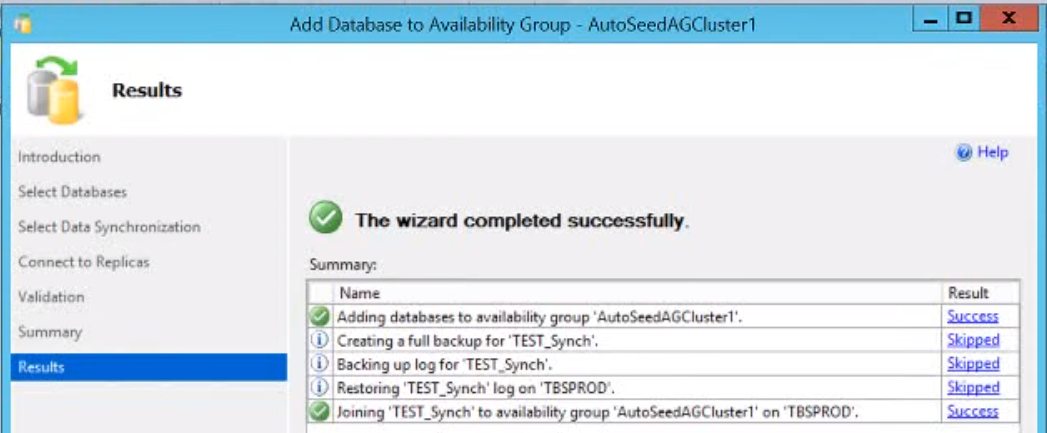 Add Database to Availability Group - AutoSeedAGCluster1
Results
Introduction
Select Databases
Select Data Synchronization
Connect to Replicas
Validation
Summary
Results
Help
The wizard completed successfully.
Summary:
Name Result
Adding databases to availability group 'AutoSeedAGCluster1'. Success
Creating a full backup for 'TEST_Synch'. Skipped
Backing up log for 'TEST_Synch'. Skipped
Restoring 'TEST_Synch' log on 'TBSPROD'. Skipped
Joining 'TEST_Synch' to availability group 'AutoSeedAGCluster1' on 'TBSPROD'. Success